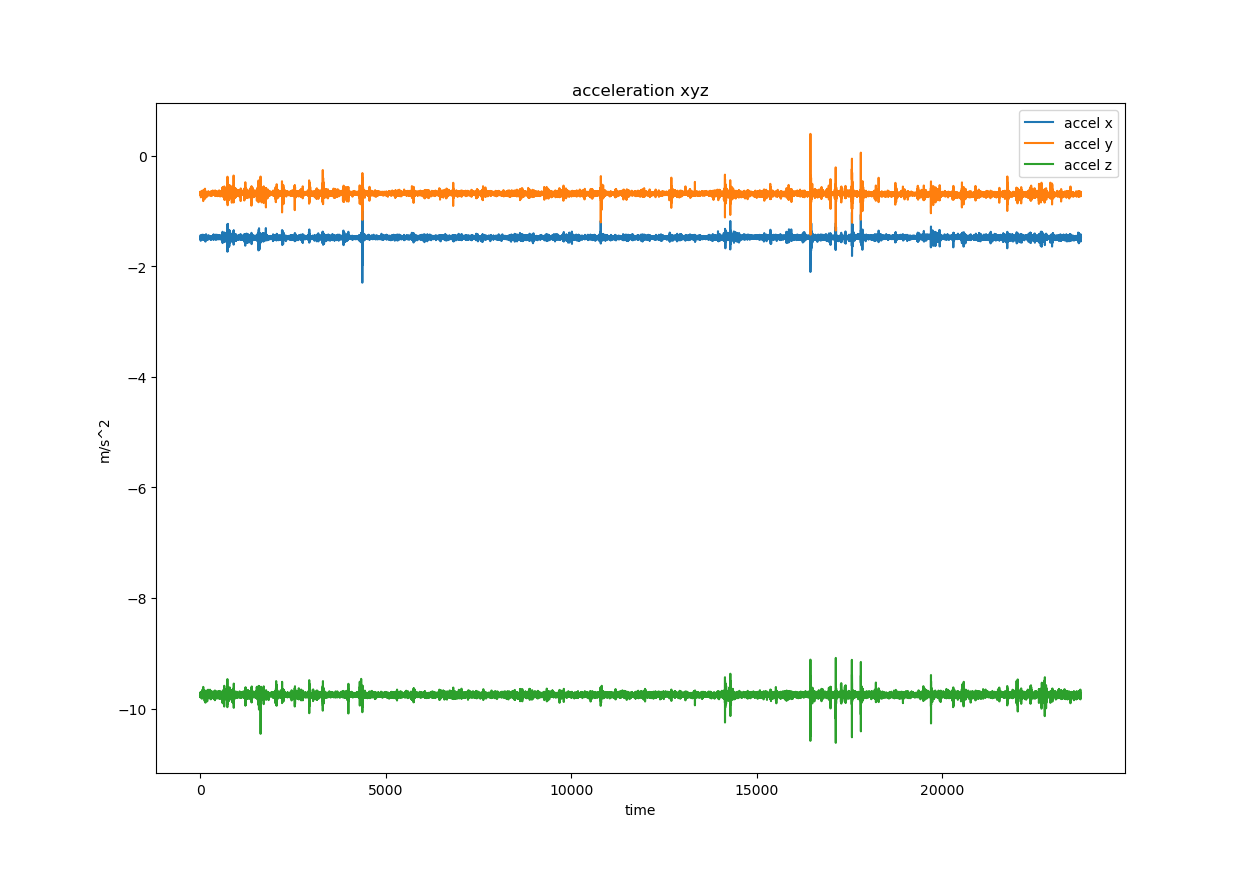 acceleration xyz
accel x
accel y
accel z
0
−2
−4
−6
−8
−10
m/s^2
0 5000 10000 15000 20000
time